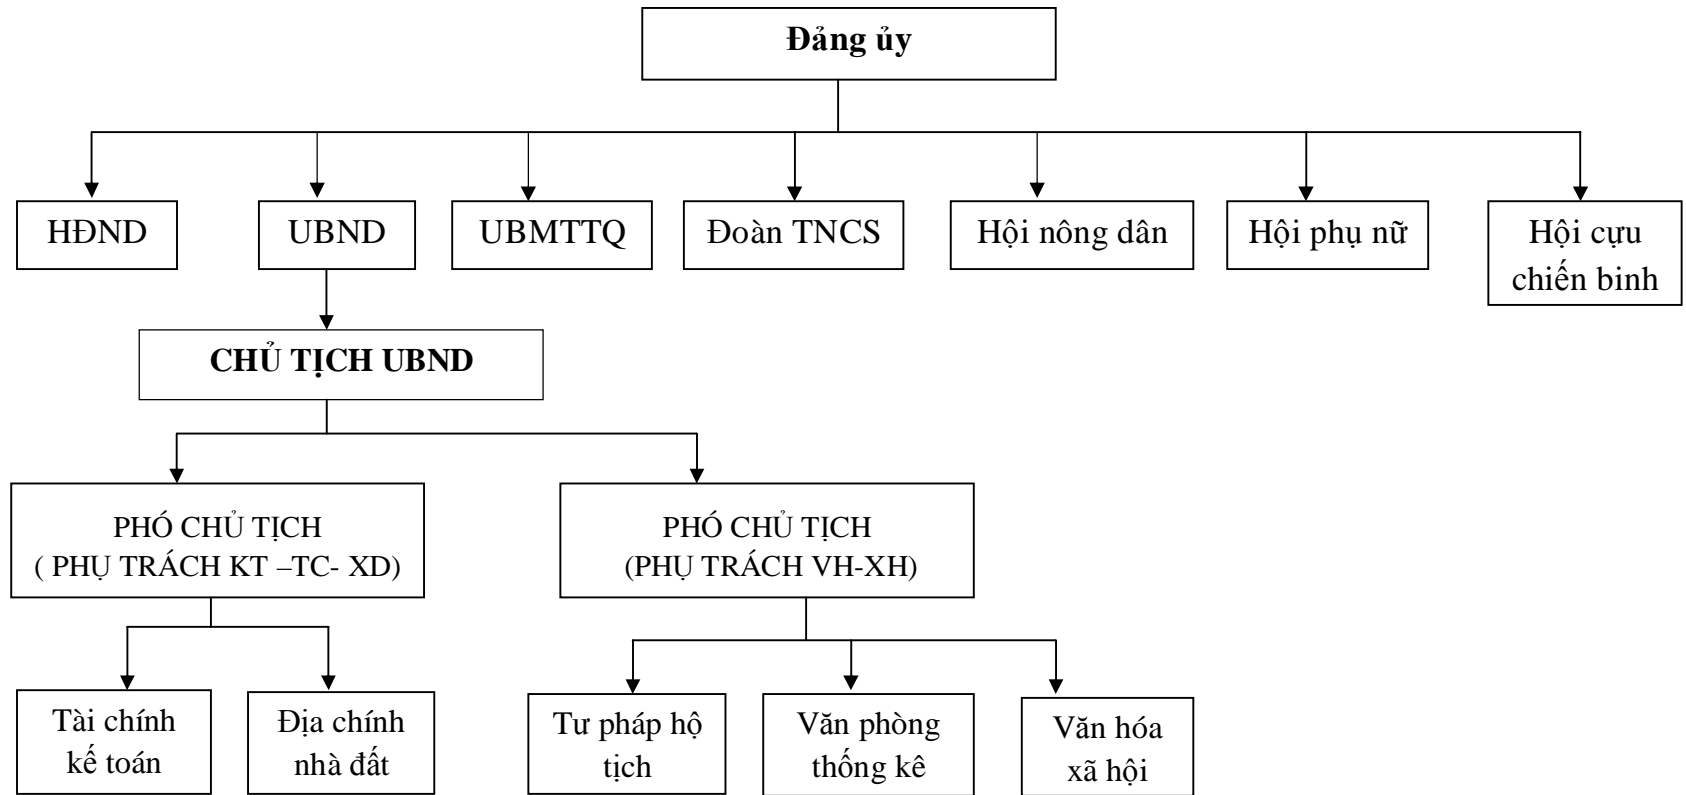 Đảng ủy
HĐND
UBND
UBMTTQ
Đoàn TNCS
Hội nông dân
Hội phụ nữ
Hội cựu
chiến binh
CHỦ TỊCH UBND
PHÓ CHỦ TỊCH
( PHỤ TRÁCH KT –TC- XD)
PHÓ CHỦ TỊCH
(PHỤ TRÁCH VH-XH)
Tài chính
kế toán
Địa chính
nhà đất
Tư pháp hộ
tịch
Văn phòng
thống kê
Văn hóa
xã hội